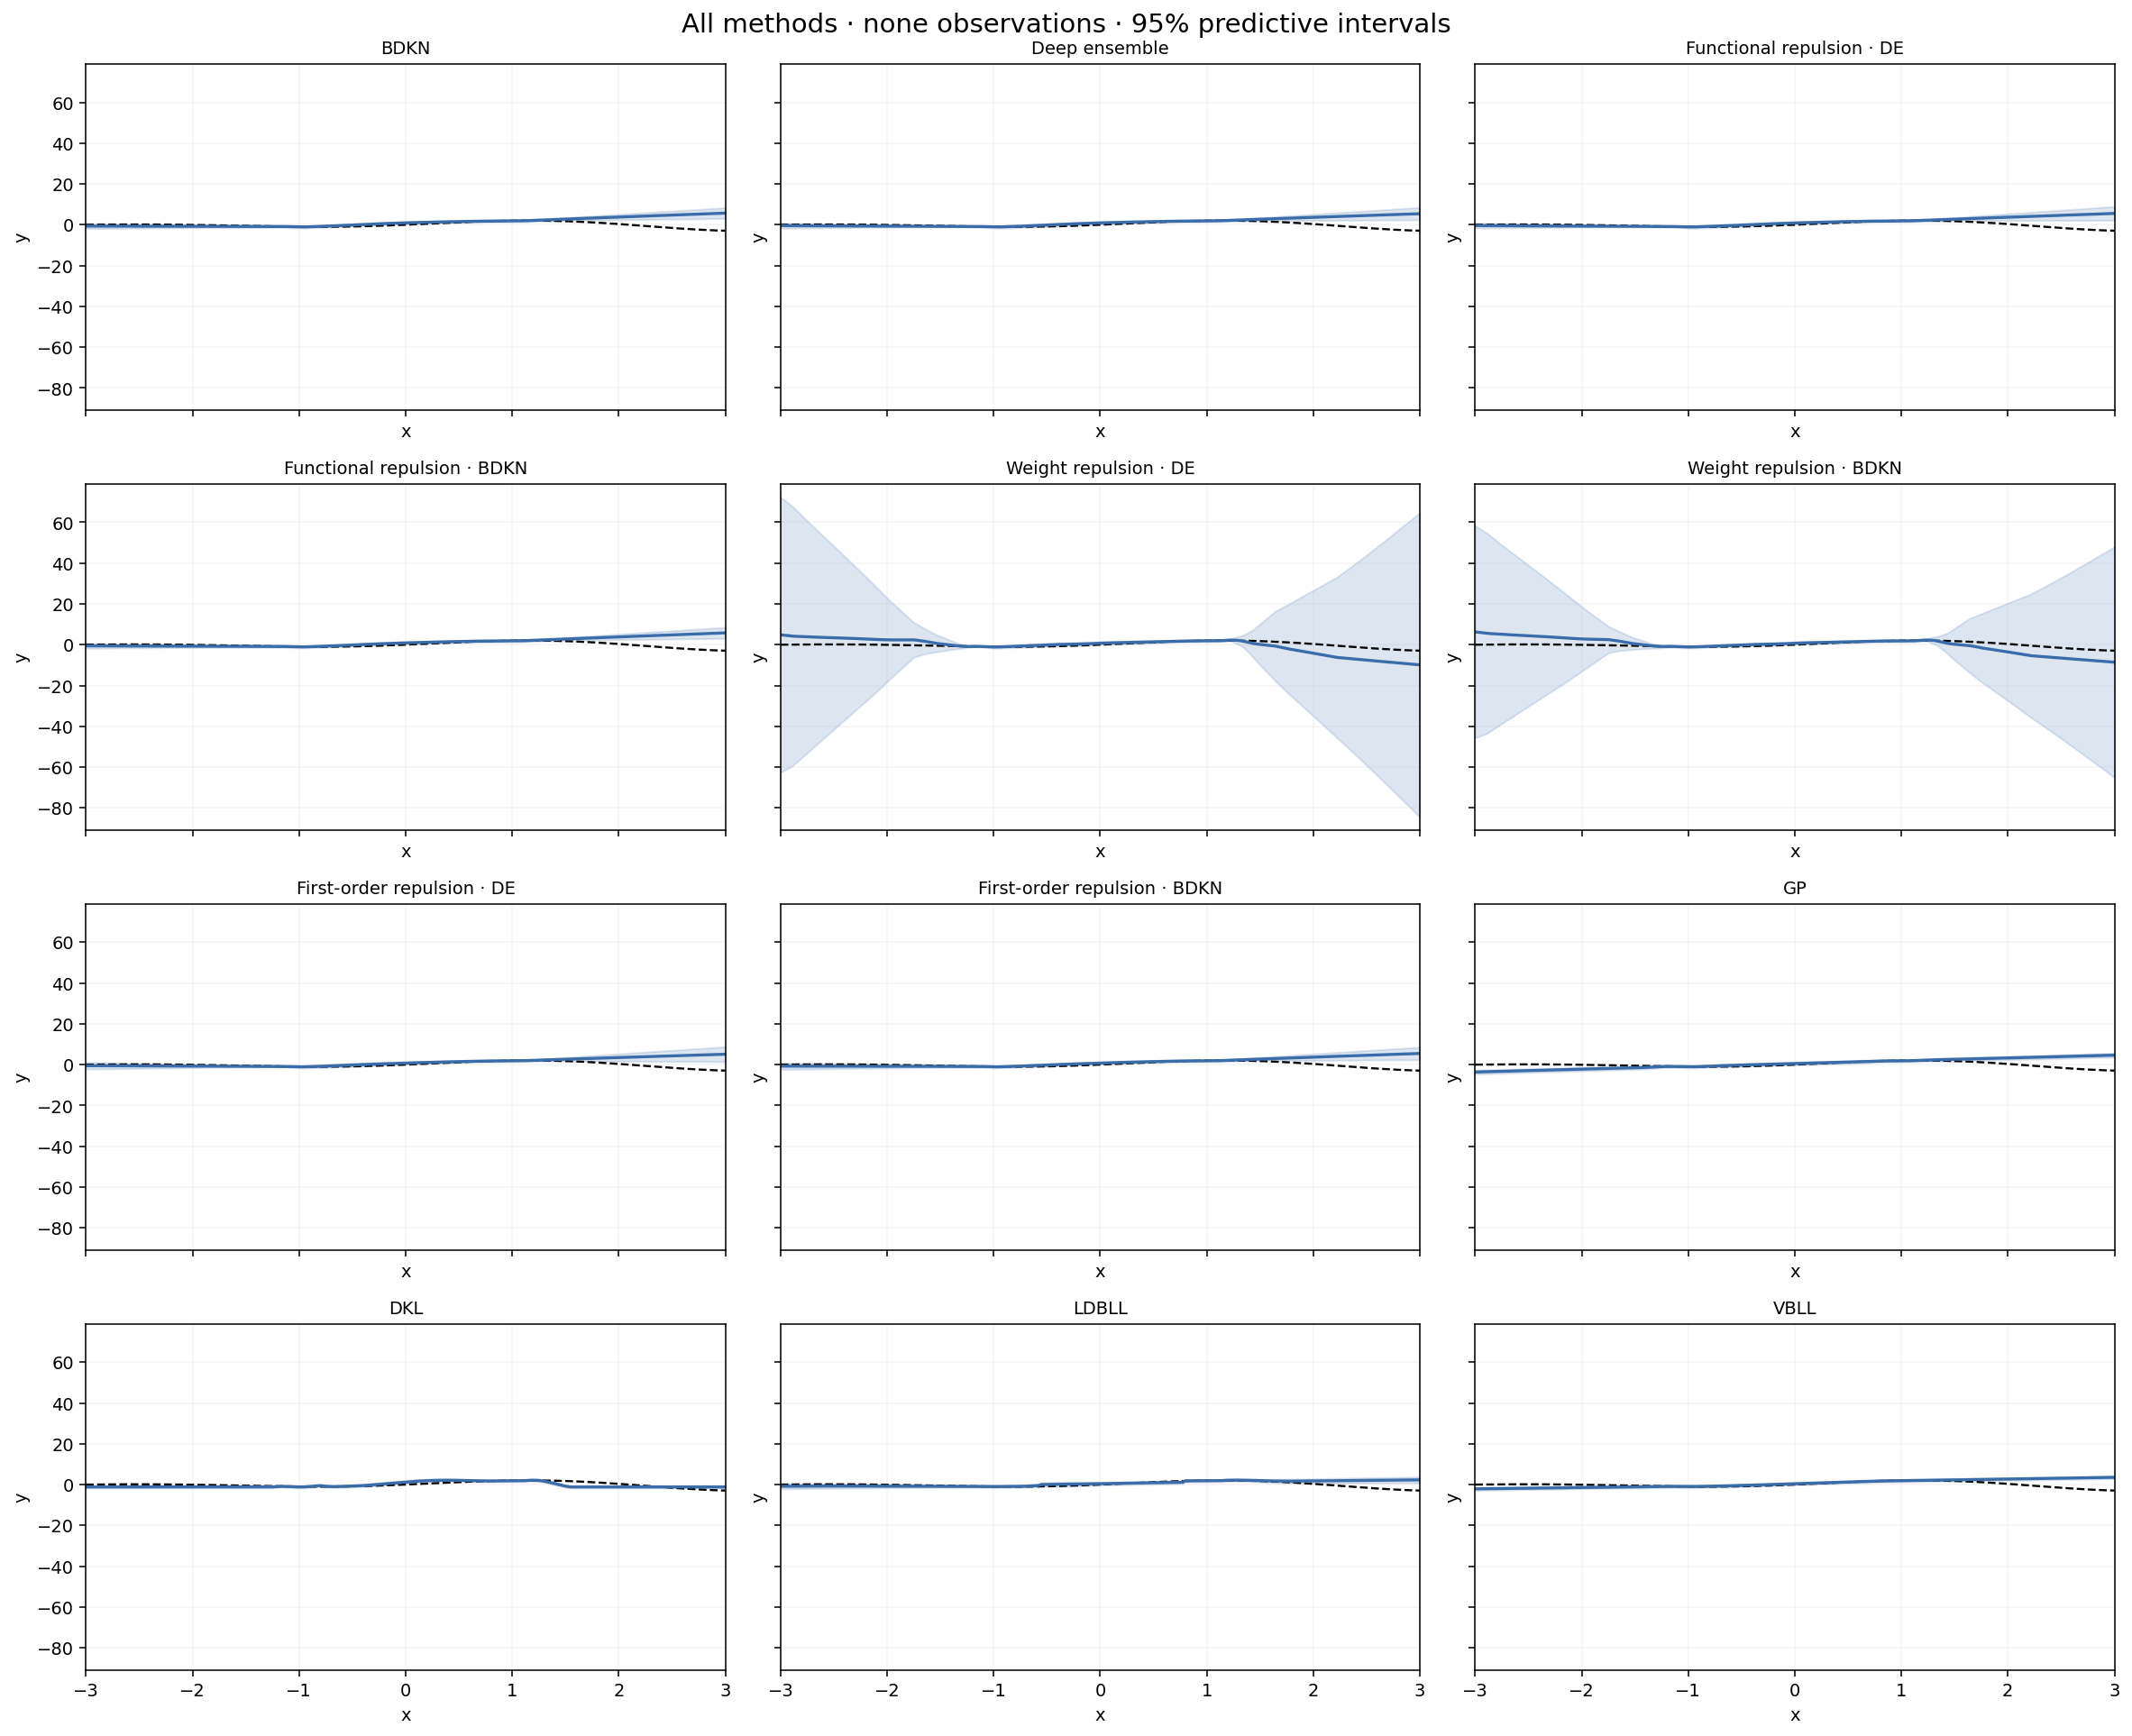 All methods · none observations · 95% predictive intervals
BDKN
Deep ensemble
Functional repulsion · DE
60
40
20
0
−20
−40
−60
−80
y
y
y
x
x
x
Functional repulsion · BDKN
Weight repulsion · DE
Weight repulsion · BDKN
60
40
20
0
−20
−40
−60
−80
y
y
y
x
x
x
First-order repulsion · DE
First-order repulsion · BDKN
GP
60
40
20
0
−20
−40
−60
−80
y
y
y
x
x
x
DKL
LDBLL
VBLL
60
40
20
0
−20
−40
−60
−80
y
y
y
−3 −2 −1 0 1 2 3
−3 −2 −1 0 1 2 3
−3 −2 −1 0 1 2 3
x
x
x